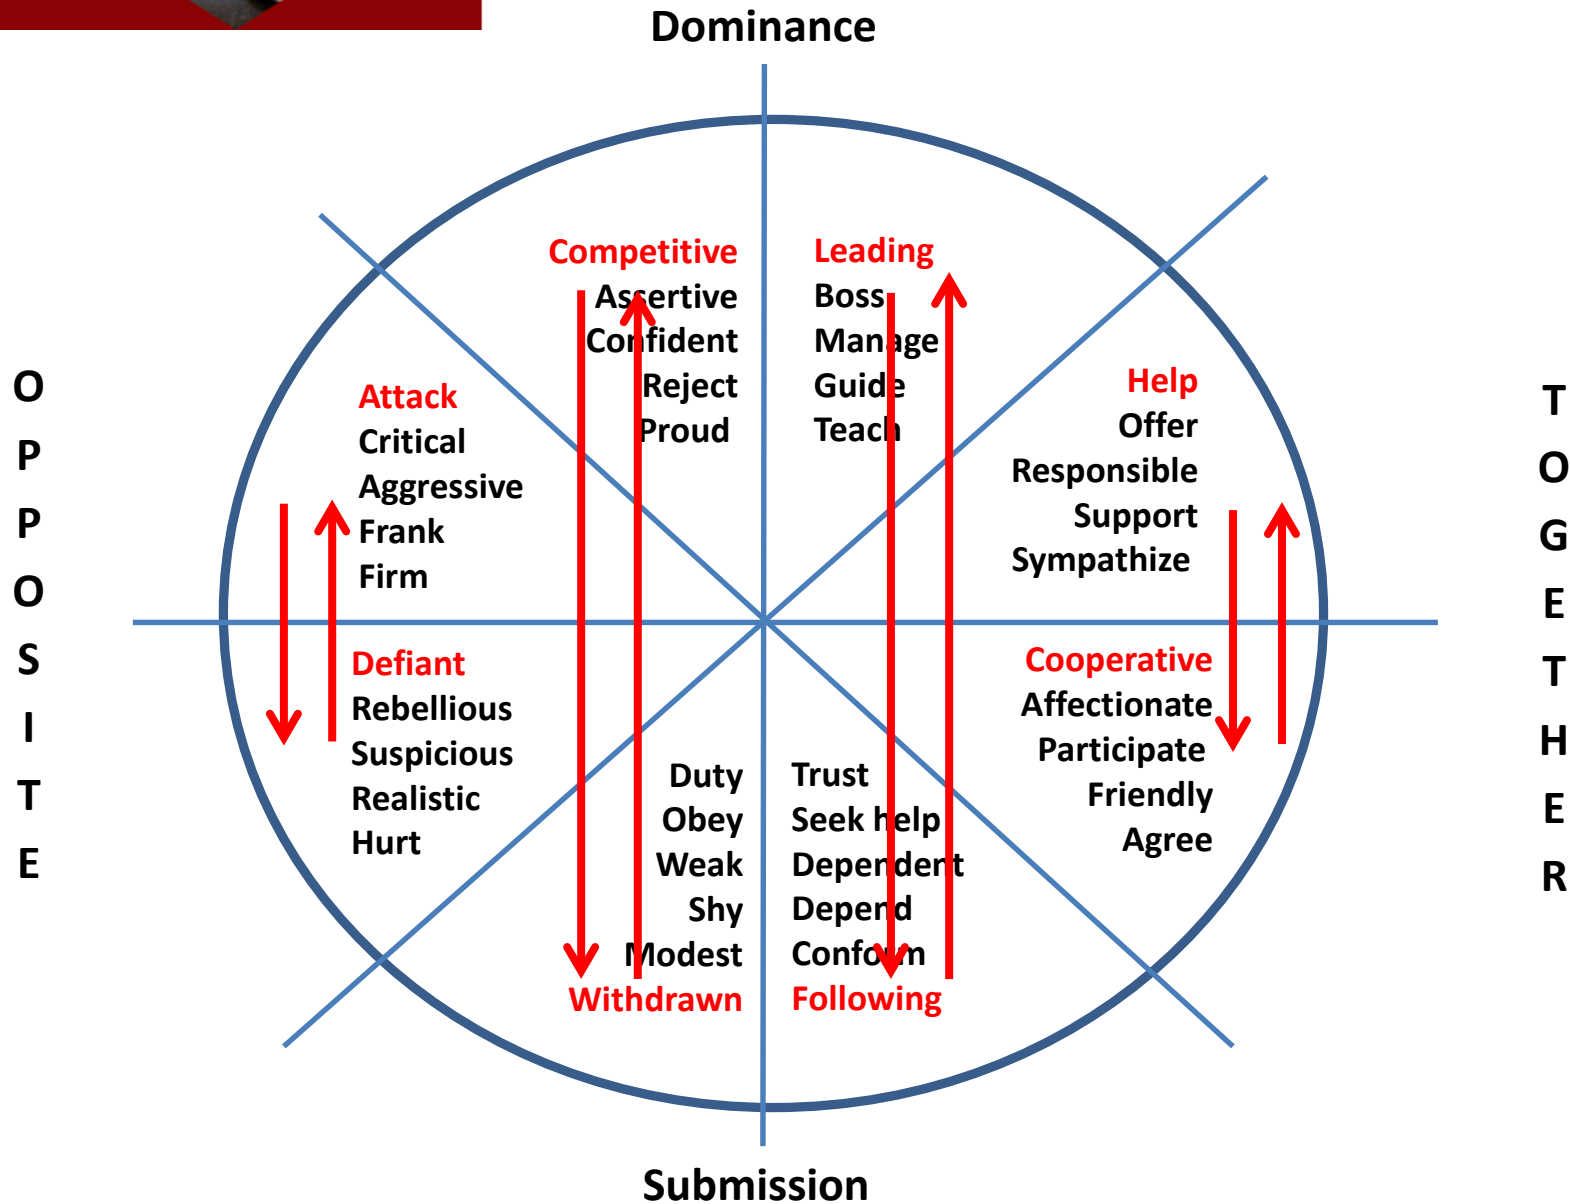 Dominance
Competitive
Assertive
Confident
Reject
Proud
Leading
Boss
Manage
Guide
Teach
Attack
Critical
Aggressive
Frank
Firm
Help
Offer
Responsible
Support
Sympathize
OPPOSITE
TOGETHER
Defiant
Rebellious
Suspicious
Realistic
Hurt
Cooperative
Affectionate
Participate
Friendly
Agree
Duty
Obey
Weak
Shy
Modest
Withdrawn
Trust
Seek help
Dependent
Depend
Conform
Following
Submission